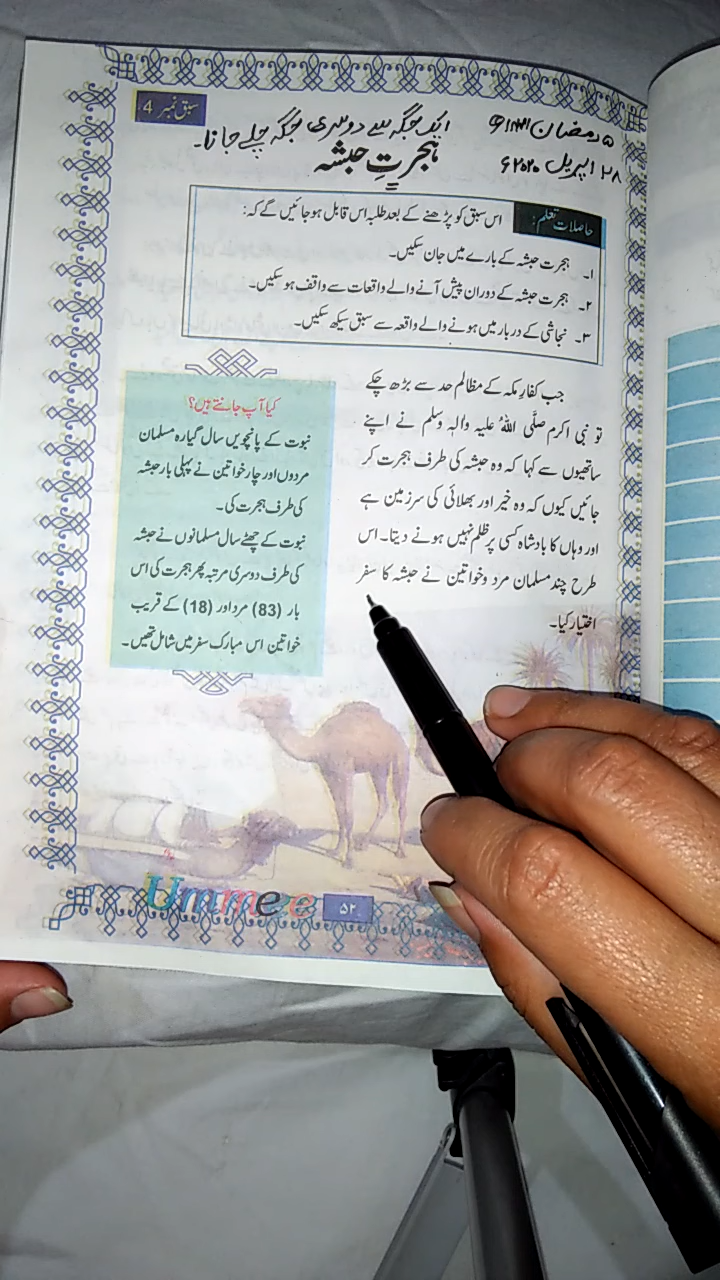 سبق نمبر 4
۵ رمضان ۱۴۴۱ھ
۲۸ اپریل ۲۰۲۰ء
ایک جگہ سے دوسری جگہ چلے جانا۔
ہجرتِ حبشہ
حاصلات تعلم: اس سبق کو پڑھنے کے بعد طلبہ اس قابل ہو جائیں گے کہ:
۱۔ ہجرت حبشہ کے بارے میں جان سکیں۔
۲۔ ہجرت حبشہ کے دوران پیش آنے والے واقعات سے واقف ہو سکیں۔
۳۔ نجاشی کے دربار میں ہونے والے واقعہ سے سبق سیکھ سکیں۔
جب کفار مکہ کے مظالم حد سے بڑھ چکے
تو نبی اکرم صلَّی اللہُ علیہ واٰلہٖ وسلم نے اپنے
ساتھیوں سے کہا کہ وہ حبشہ کی طرف ہجرت کر
جائیں کیوں کہ وہ خیر اور بھلائی کی سرزمین ہے
اور وہاں کا بادشاہ کسی پر ظلم نہیں ہونے دیتا۔ اس
طرح چند مسلمان مرد و خواتین نے حبشہ کا سفر
اختیار کیا۔
کیا آپ جانتے ہیں؟
نبوت کے پانچویں سال گیارہ مسلمان
مردوں اور چار خواتین نے پہلی بار حبشہ
کی طرف ہجرت کی۔
نبوت کے چھٹے سال مسلمانوں نے حبشہ
کی طرف دوسری مرتبہ پھر ہجرت کی اس
بار (83) مرد اور (18) کے قریب
خواتین اس مبارک سفر میں شامل تھیں۔
Ummee
۵۲